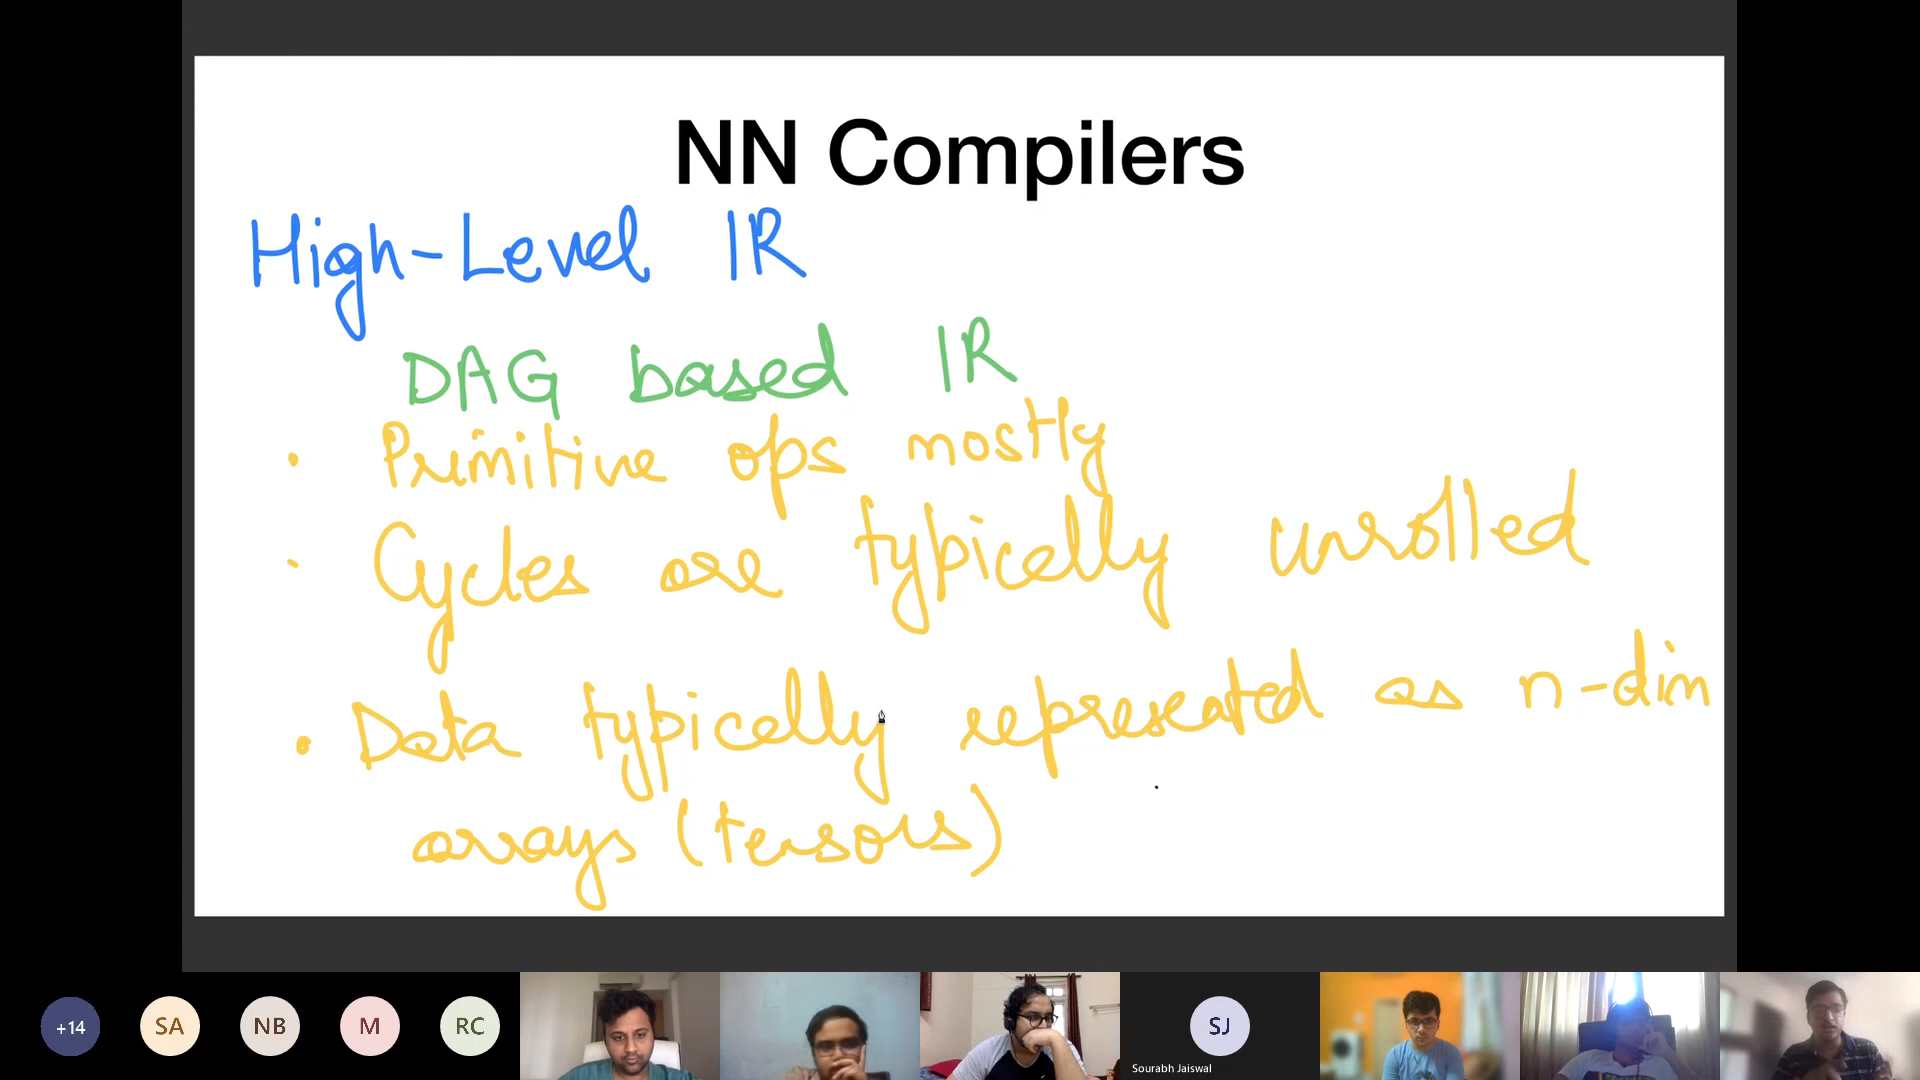 NN Compilers
High-Level IR
DAG based IR
• Primitive ops mostly
• Cycles are typically unrolled
• Data typically represented as n-dim
arrays (tensors)
+14 SA NB M RC SJ
Sourabh Jaiswal